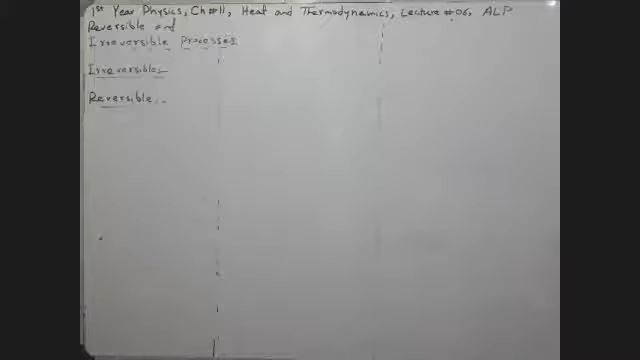 1st Year Physics, Ch # 11, Heat and Thermodynamics, Lecture # 06, ALP
Reversible and
Irreversible Processes
Irreversible:-
Reversible:-